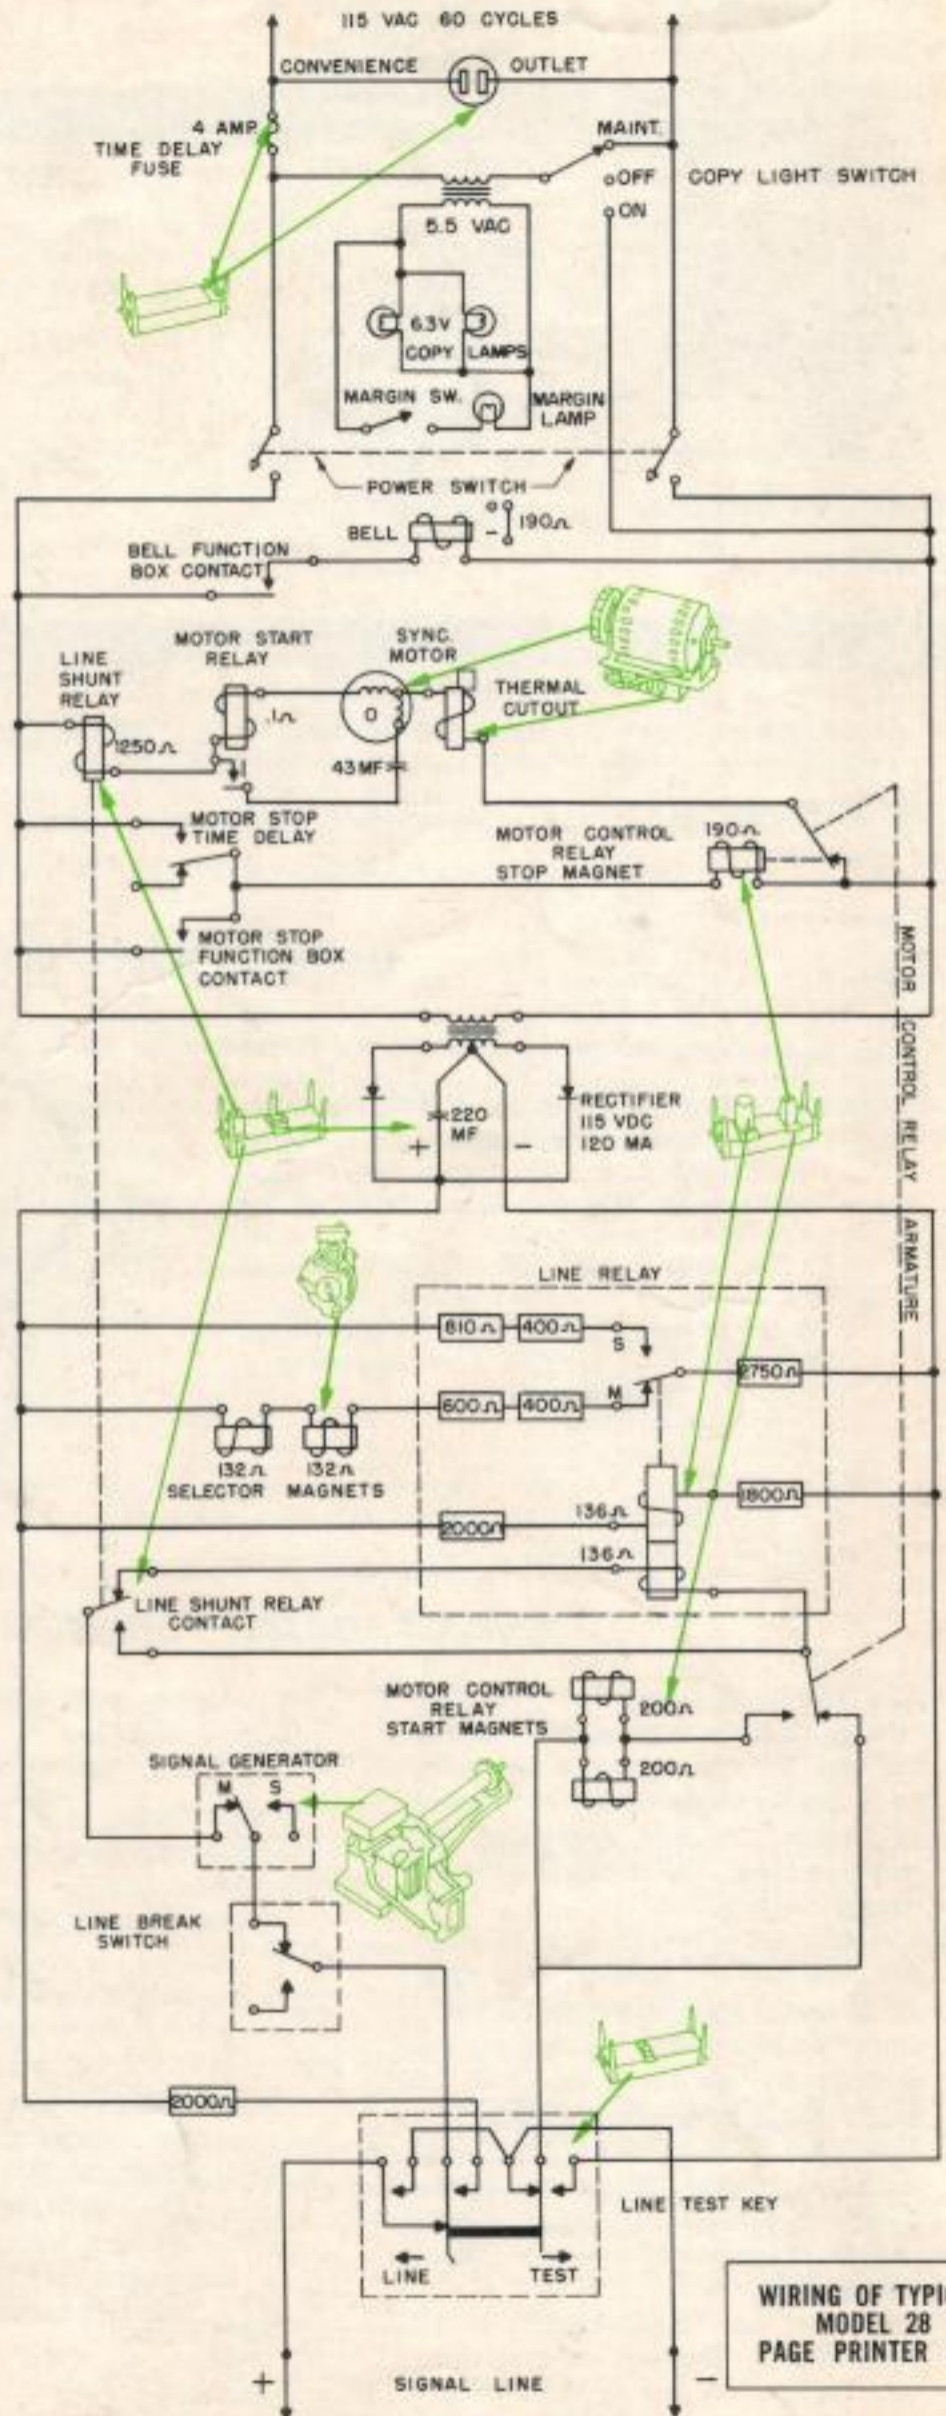 115 VAC 60 CYCLES
CONVENIENCE OUTLET
4 AMP.
TIME DELAY
FUSE
MAINT.
OFF
ON
COPY LIGHT SWITCH
5.5 VAC
6.3V
COPY LAMPS
MARGIN SW.
MARGIN
LAMP
POWER SWITCH
BELL
190Ω
BELL FUNCTION
BOX CONTACT
MOTOR START
RELAY
SYNC.
MOTOR
LINE
SHUNT
RELAY
THERMAL
CUTOUT
.1Ω
1250Ω
43MF
MOTOR STOP
TIME DELAY
MOTOR CONTROL
RELAY
STOP MAGNET
190Ω
MOTOR STOP
FUNCTION BOX
CONTACT
MOTOR CONTROL RELAY ARMATURE
220
MF
+ -
RECTIFIER
115 VDC
120 MA
LINE RELAY
810Ω 400Ω
S
2750Ω
M
600Ω 400Ω
132Ω 132Ω
SELECTOR MAGNETS
1800Ω
2000Ω
136Ω
136Ω
LINE SHUNT RELAY
CONTACT
MOTOR CONTROL
RELAY
START MAGNETS
200Ω
200Ω
SIGNAL GENERATOR
M S
LINE BREAK
SWITCH
2000Ω
LINE TEST KEY
LINE TEST
WIRING OF TYPI
MODEL 28
PAGE PRINTER
+ SIGNAL LINE -